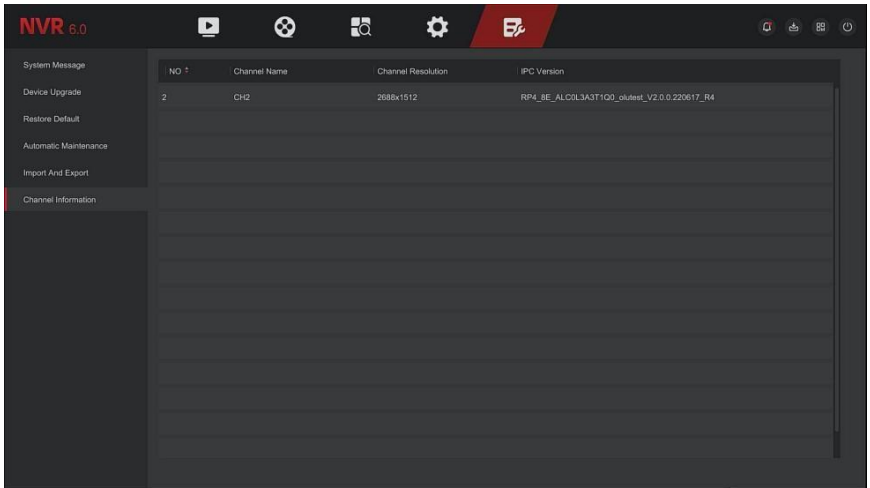 NVR 6.0
System Message
Device Upgrade
Restore Default
Automatic Maintenance
Import And Export
Channel Information
NO Channel Name Channel Resolution IPC Version
2 CH2 2688x1512 RP4_8E_ALC0L3A3T1Q0_olutest_V2.0.0.220617_R4